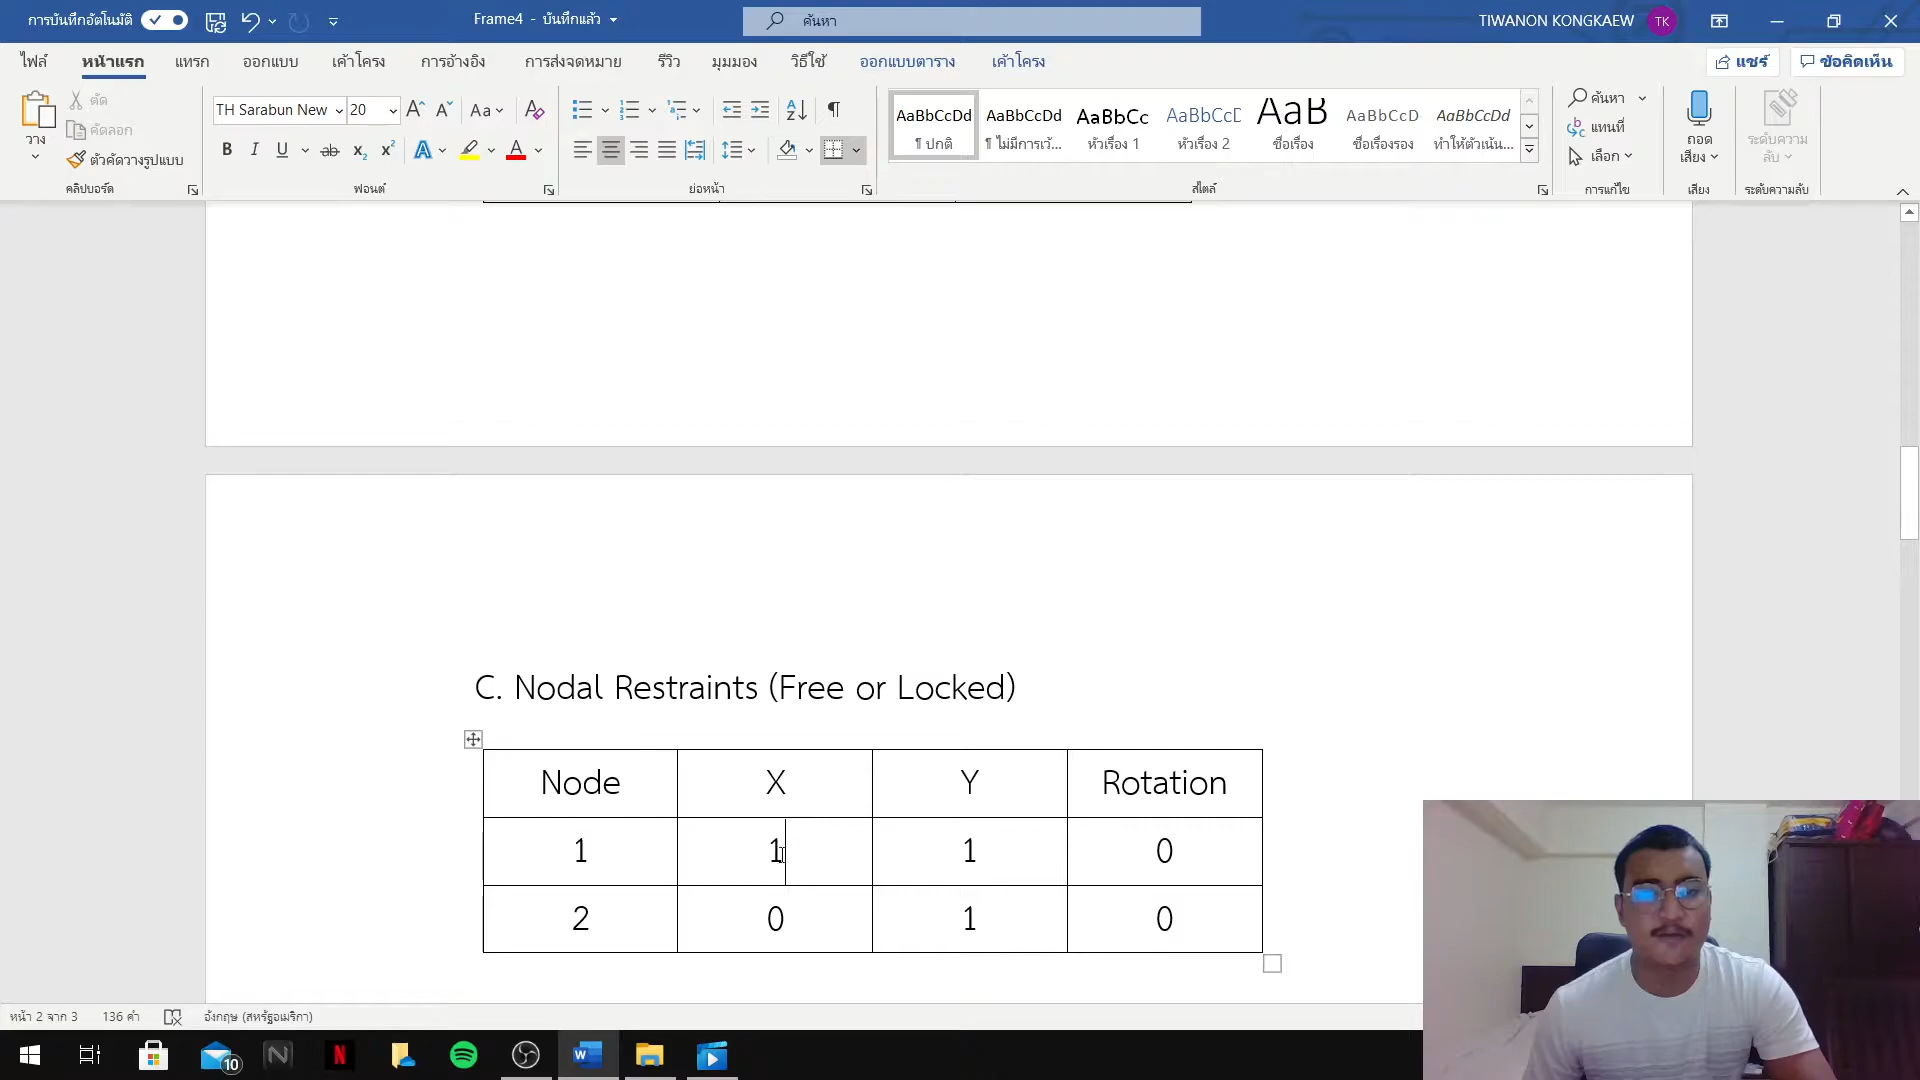 การบันทึกอัตโนมัติ
Frame4 - บันทึกแล้ว
ค้นหา
TIWANON KONGKAEW
TK
ไฟล์
หน้าแรก
แทรก
ออกแบบ
เค้าโครง
การอ้างอิง
การส่งจดหมาย
รีวิว
มุมมอง
วิธีใช้
ออกแบบตาราง
เค้าโครง
แชร์
ข้อคิดเห็น
วาง
ตัด
คัดลอก
ตัวคัดวางรูปแบบ
คลิปบอร์ด
TH Sarabun New
20
ฟอนต์
ย่อหน้า
AaBbCcDd
¶ ปกติ
AaBbCcDd
¶ ไม่มีการเว้...
AaBbCc
หัวเรื่อง 1
AaBbCcD
หัวเรื่อง 2
AaB
ชื่อเรื่อง
AaBbCcD
ชื่อเรื่องรอง
AaBbCcDd
ทำให้ตัวเน้น...
สไตล์
ค้นหา
แทนที่
เลือก
การแก้ไข
ถอด
เสียง
เสียง
ระดับความ
ลับ
ระดับความลับ
C. Nodal Restraints (Free or Locked)
Node X Y Rotation
1 1 1 0
2 0 1 0
หน้า 2 จาก 3
136 คำ
อังกฤษ (สหรัฐอเมริกา)
10